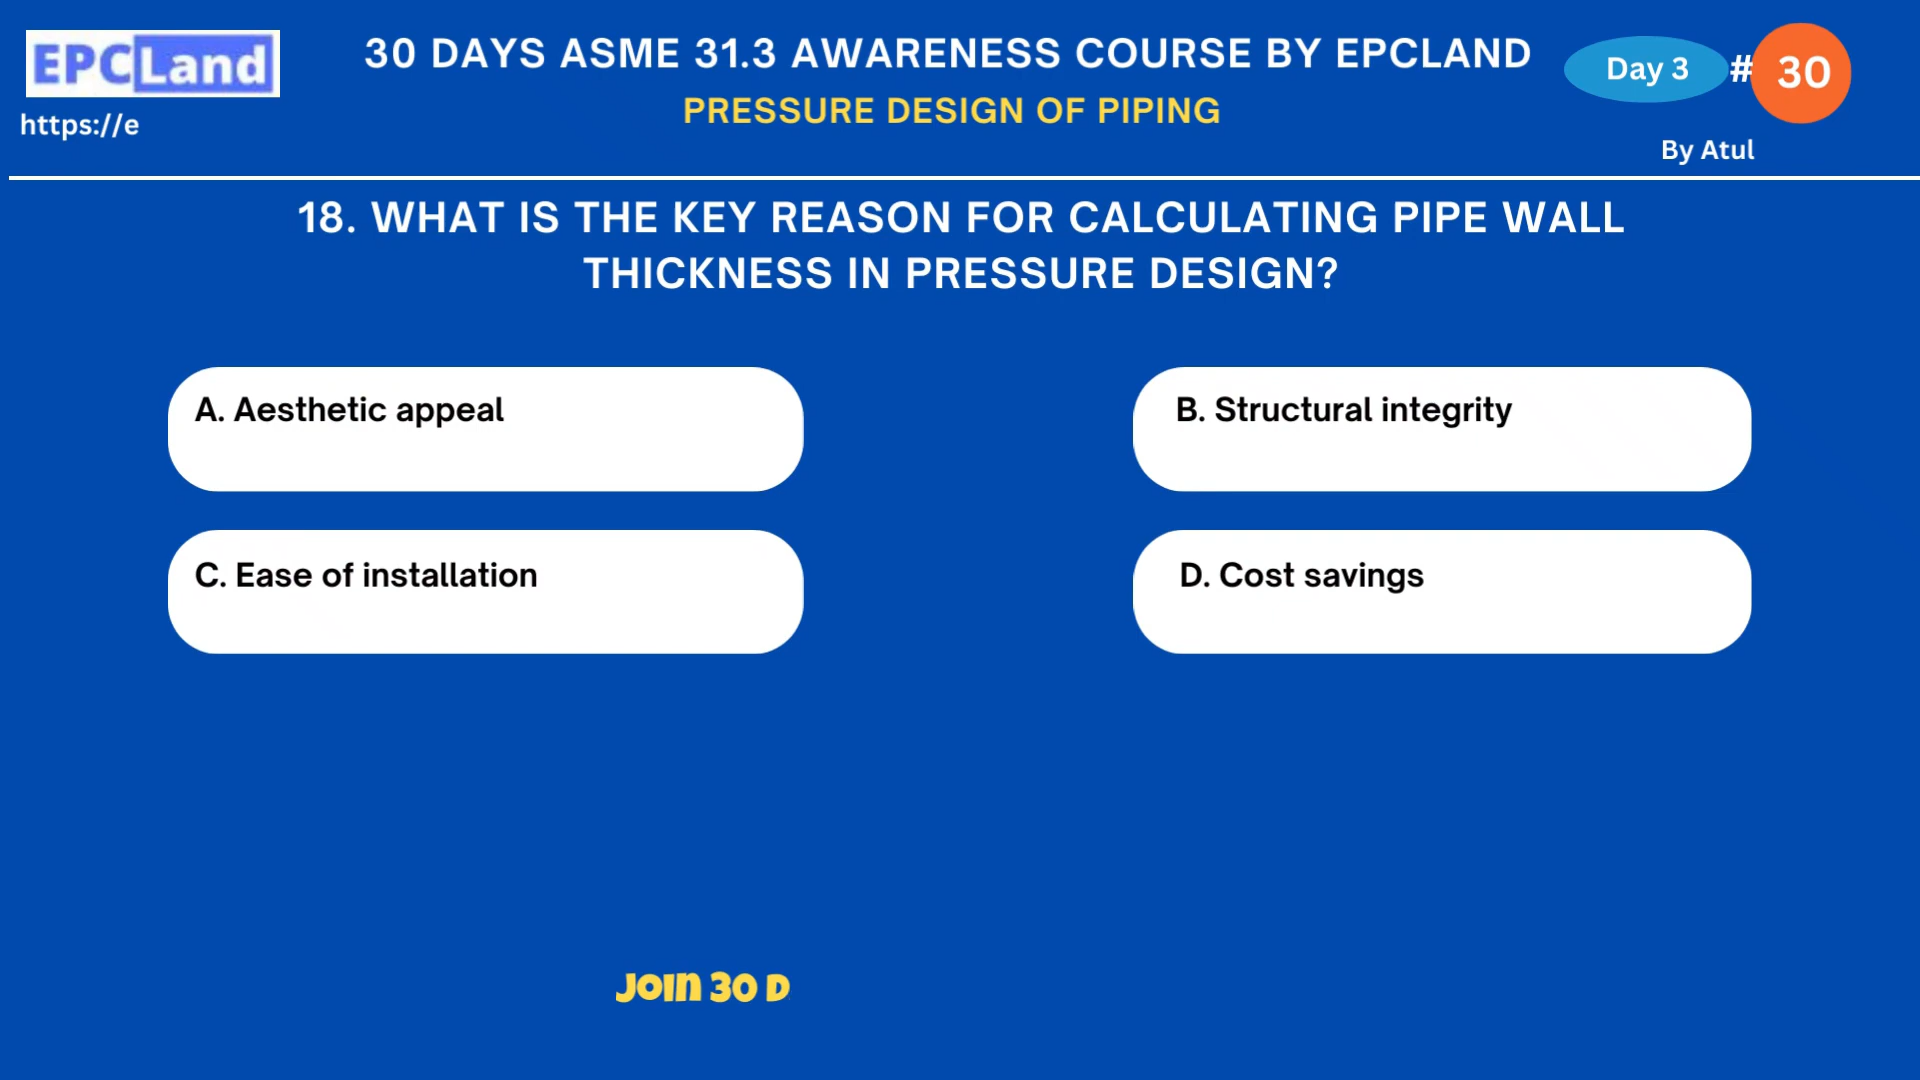 EPCLand
https://e
30 DAYS ASME 31.3 AWARENESS COURSE BY EPCLAND
PRESSURE DESIGN OF PIPING
Day 3 # 30
By Atul
18. WHAT IS THE KEY REASON FOR CALCULATING PIPE WALL
THICKNESS IN PRESSURE DESIGN?
A. Aesthetic appeal
B. Structural integrity
C. Ease of installation
D. Cost savings
Join 30 D